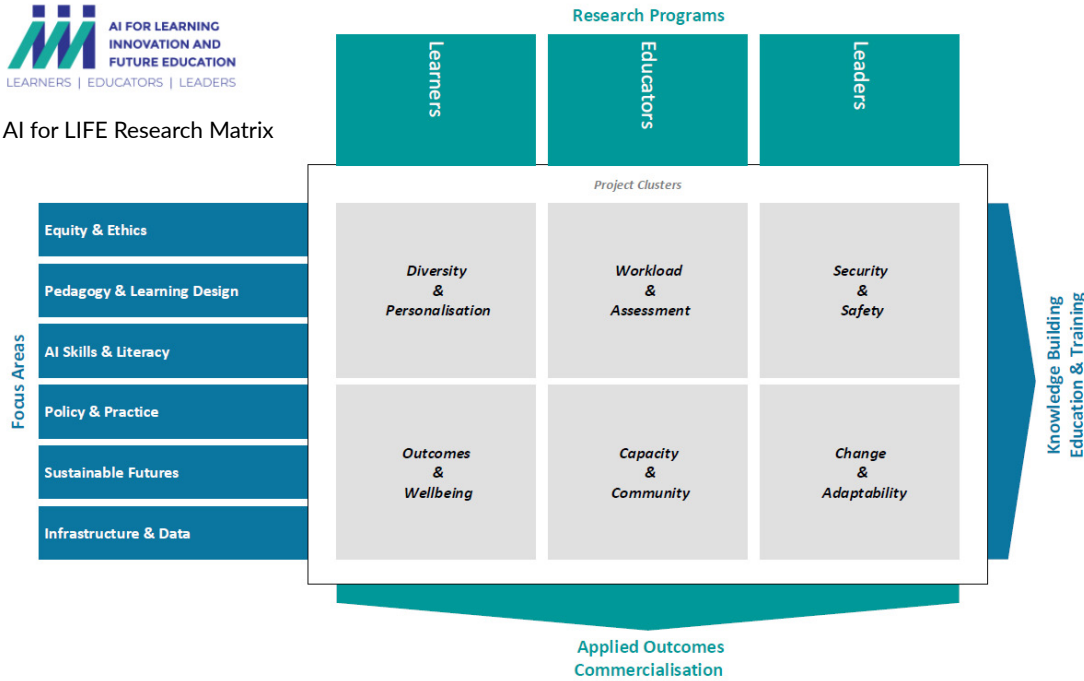 AI FOR LEARNING
INNOVATION AND
FUTURE EDUCATION
LEARNERS | EDUCATORS | LEADERS
AI for LIFE Research Matrix
Research Programs
Learners
Educators
Leaders
Project Clusters
Focus Areas
Equity & Ethics
Pedagogy & Learning Design
AI Skills & Literacy
Policy & Practice
Sustainable Futures
Infrastructure & Data
Diversity
&
Personalisation
Workload
&
Assessment
Security
&
Safety
Outcomes
&
Wellbeing
Capacity
&
Community
Change
&
Adaptability
Knowledge Building
Education & Training
Applied Outcomes
Commercialisation